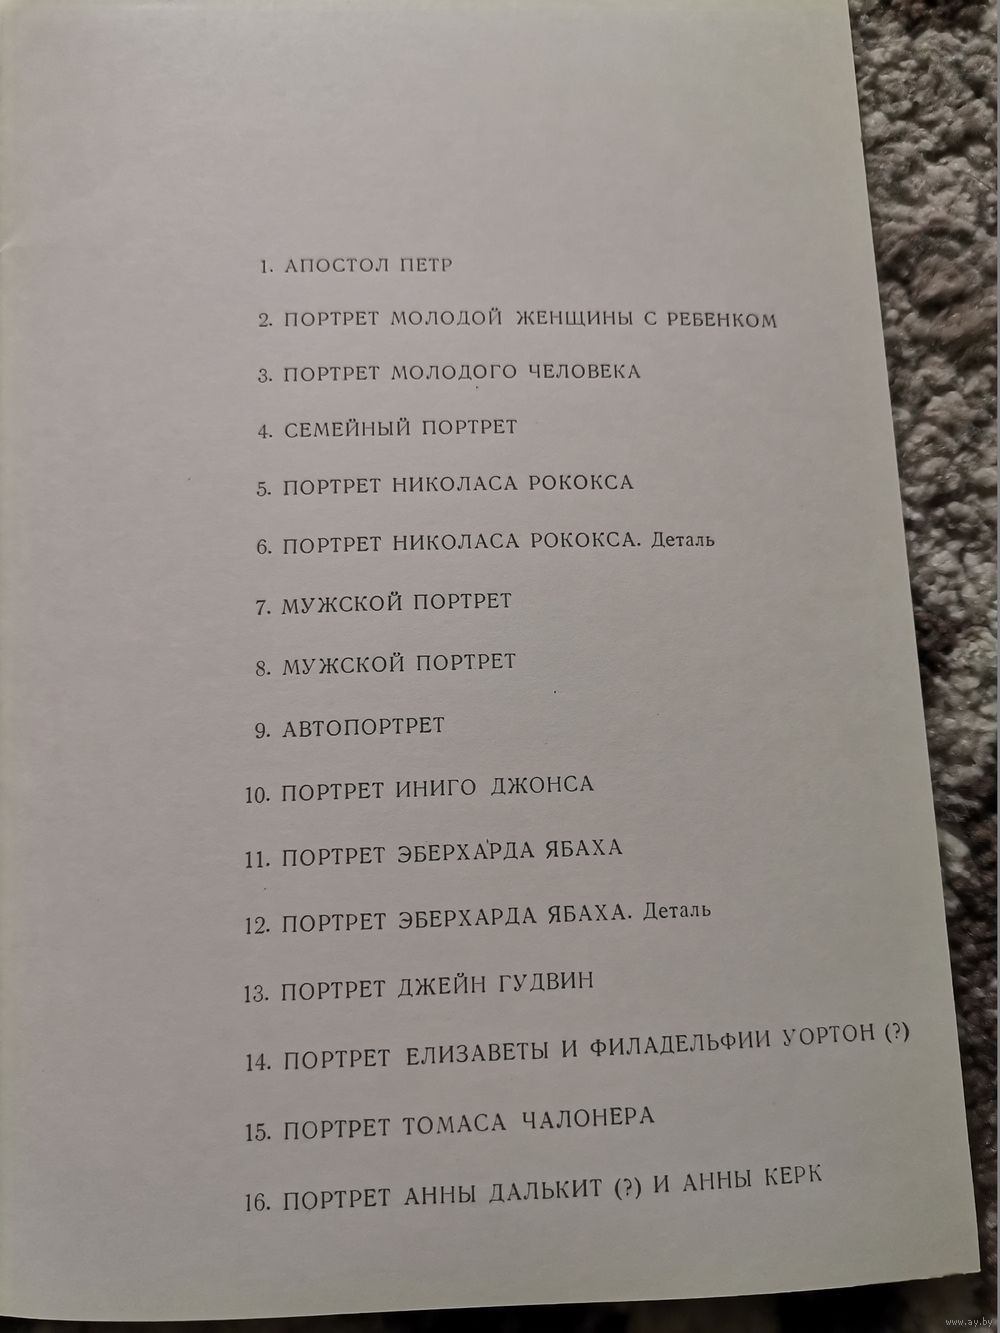 1. АПОСТОЛ ПЕТР
2. ПОРТРЕТ МОЛОДОЙ ЖЕНЩИНЫ С РЕБЕНКОМ
3. ПОРТРЕТ МОЛОДОГО ЧЕЛОВЕКА
4. СЕМЕЙНЫЙ ПОРТРЕТ
5. ПОРТРЕТ НИКОЛАСА РОКОКСА
6. ПОРТРЕТ НИКОЛАСА РОКОКСА. Деталь
7. МУЖСКОЙ ПОРТРЕТ
8. МУЖСКОЙ ПОРТРЕТ
9. АВТОПОРТРЕТ
10. ПОРТРЕТ ИНИГО ДЖОНСА
11. ПОРТРЕТ ЭБЕРХАРДА ЯБАХА
12. ПОРТРЕТ ЭБЕРХАРДА ЯБАХА. Деталь
13. ПОРТРЕТ ДЖЕЙН ГУДВИН
14. ПОРТРЕТ ЕЛИЗАВЕТЫ И ФИЛАДЕЛЬФИИ УОРТОН (?)
15. ПОРТРЕТ ТОМАСА ЧАЛОНЕРА
16. ПОРТРЕТ АННЫ ДАЛЬКИТ (?) И АННЫ КЕРК
www.ay.by